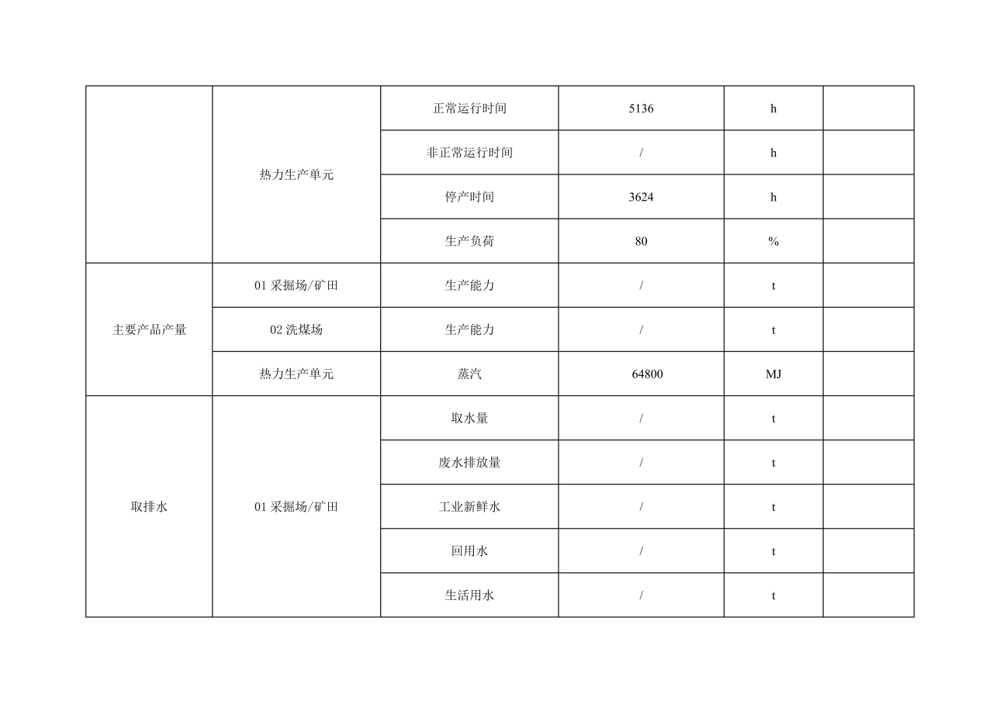 正常运行时间 5136 h
非正常运行时间 / h
热力生产单元
停产时间 3624 h
生产负荷 80 %
01 采掘场/矿田 生产能力 / t
主要产品产量 02 洗煤场 生产能力 / t
热力生产单元 蒸汽 64800 MJ
取水量 / t
废水排放量 / t
取排水 01 采掘场/矿田 工业新鲜水 / t
回用水 / t
生活用水 / t